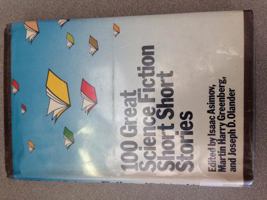 100 Great
Science Fiction
Short Short
Stories
Edited by Isaac Asimov,
Martin Harry Greenberg,
and Joseph D. Olander